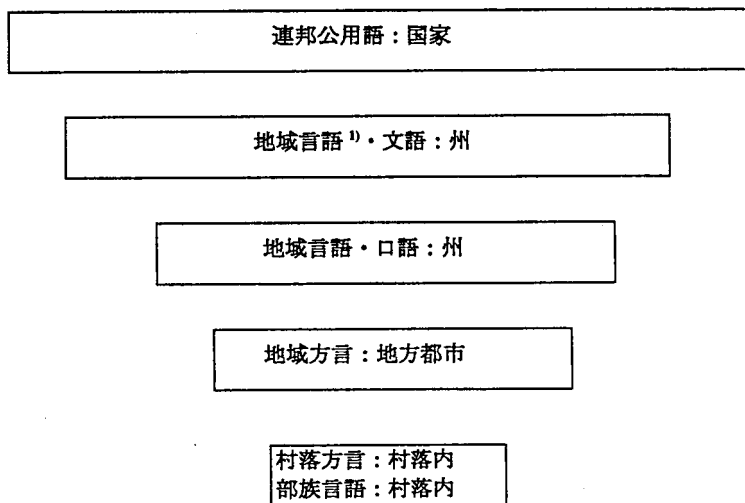 連邦公用語：国家
地域言語¹⁾・文語：州
地域言語・口語：州
地域方言：地方都市
村落方言：村落内
部族言語：村落内